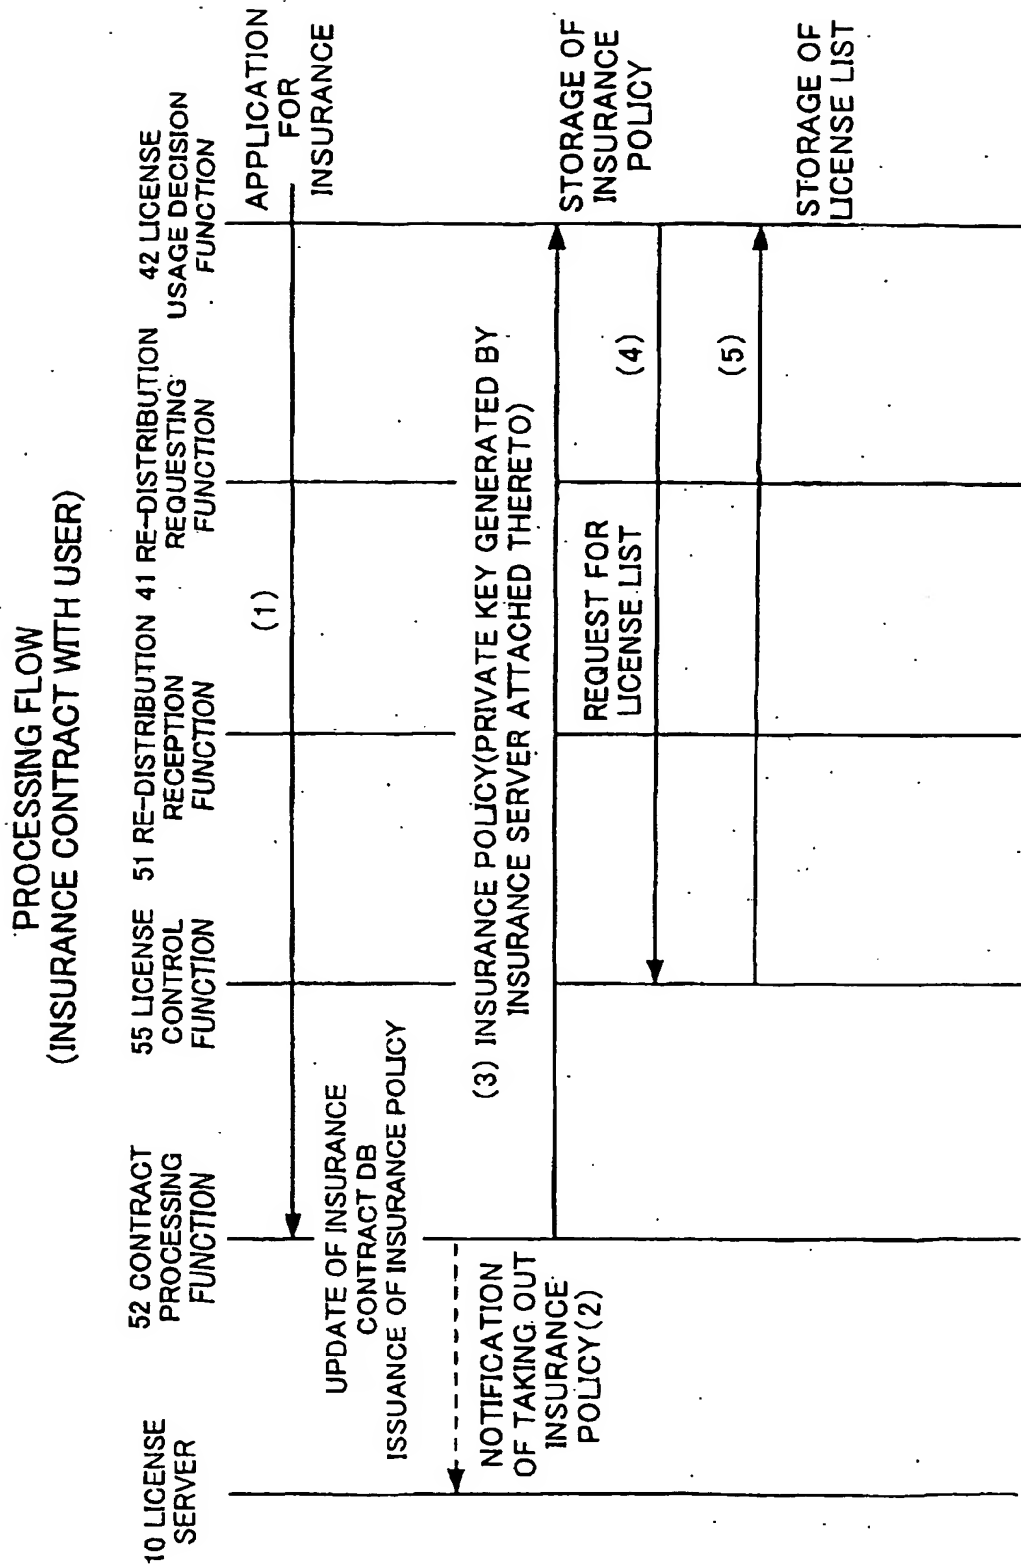 PROCESSING FLOW
(INSURANCE CONTRACT WITH USER)
10 LICENSE
SERVER
52 CONTRACT
PROCESSING
FUNCTION
55 LICENSE
CONTROL
FUNCTION
51 RE-DISTRIBUTION
RECEPTION
FUNCTION
41 RE-DISTRIBUTION
REQUESTING
FUNCTION
42 LICENSE
USAGE DECISION
FUNCTION
(1)
APPLICATION
FOR
INSURANCE
UPDATE OF INSURANCE
CONTRACT DB
ISSUANCE OF INSURANCE POLICY
NOTIFICATION
OF TAKING OUT
INSURANCE
POLICY(2)
(3) INSURANCE POLICY(PRIVATE KEY GENERATED BY
INSURANCE SERVER ATTACHED THERETO)
STORAGE OF
INSURANCE
POLICY
REQUEST FOR
LICENSE LIST
(4)
(5)
STORAGE OF
LICENSE LIST